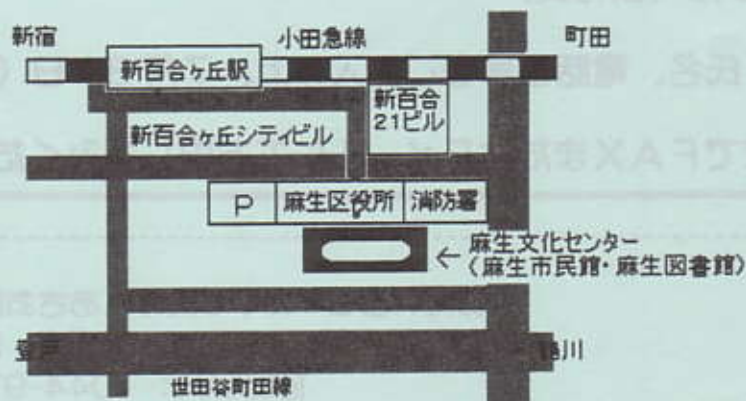 新宿
小田急線
町田
新百合ヶ丘駅
新百合
21ビル
新百合ヶ丘シティビル
P
麻生区役所
消防署
←麻生文化センター
(麻生市民館・麻生図書館)
世田谷町田線